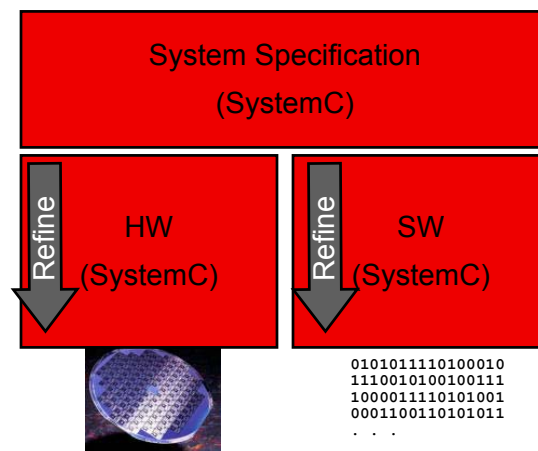 System Specification
(SystemC)
Refine
HW
(SystemC)
Refine
SW
(SystemC)
0101011110100010
1110010100100111
1000011110101001
0001100110101011
. . .